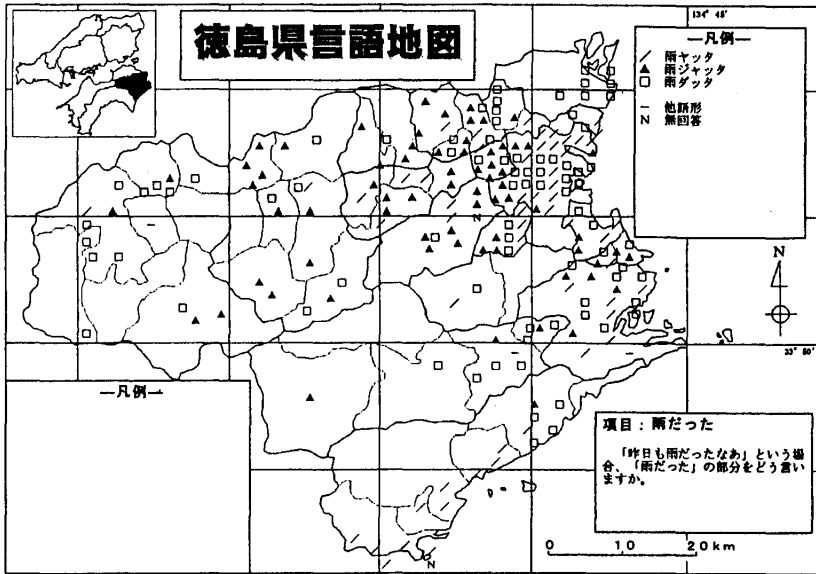 徳島県言語地図
134° 45'
―凡例―
／ 雨ヤッタ
▲ 雨ジャッタ
□ 雨ダッタ
― 他語形
N 無回答
N
N
33° 50'
―凡例―
項目：雨だった
「昨日も雨だったなあ」という場
合、「雨だった」の部分をどう言い
ますか。
0 10 20km
N